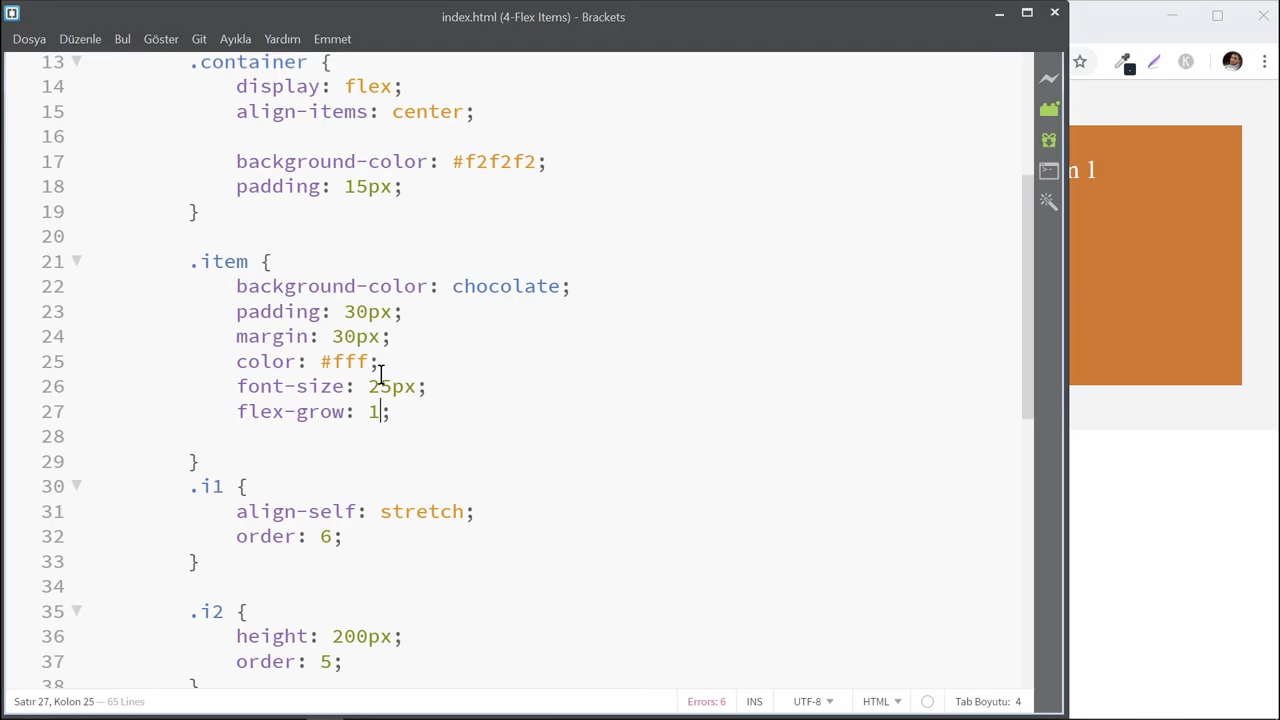 index.html (4-Flex Items) - Brackets
Dosya Düzenle Bul Göster Git Ayıkla Yardım Emmet
13 .container {
14 display: flex;
15 align-items: center;
16
17 background-color: #f2f2f2;
18 padding: 15px;
19 }
20
21 .item {
22 background-color: chocolate;
23 padding: 30px;
24 margin: 30px;
25 color: #fff;
26 font-size: 25px;
27 flex-grow: 1;
28
29 }
30 .i1 {
31 align-self: stretch;
32 order: 6;
33 }
34
35 .i2 {
36 height: 200px;
37 order: 5;
38 }
Satır 27, Kolon 25 — 65 Lines Errors: 6 INS UTF-8 HTML Tab Boyutu: 4
K
m 1